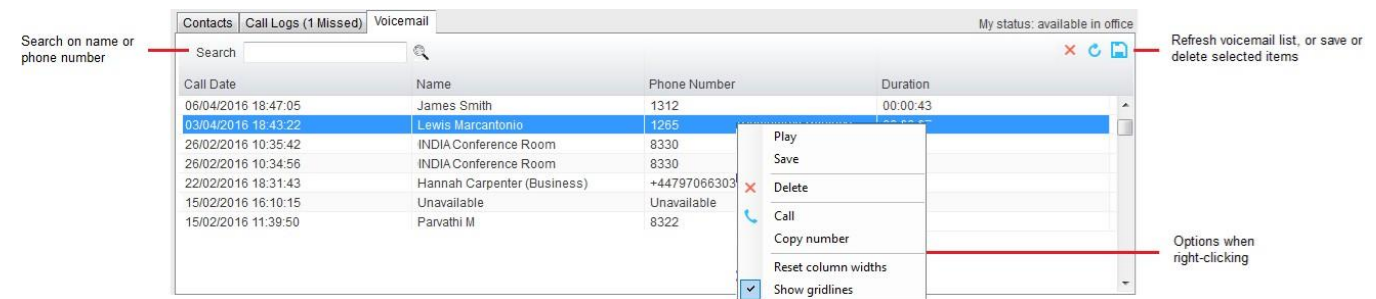 Contacts Call Logs (1 Missed) Voicemail My status: available in office
Search on name or
phone number
Search
Refresh voicemail list, or save or
delete selected items
Call Date Name Phone Number Duration
06/04/2016 18:47:05 James Smith 1312 00:00:43
03/04/2016 18:43:22 Lewis Marcantonio 1265
26/02/2016 10:35:42 INDIA Conference Room 8330
26/02/2016 10:34:56 INDIA Conference Room 8330
22/02/2016 18:31:43 Hannah Carpenter (Business) +44797066303
15/02/2016 16:10:15 Unavailable Unavailable
15/02/2016 11:39:50 Parvathi M 8322
Play
Save
Delete
Call
Copy number
Reset column widths
Show gridlines
Options when
right-clicking